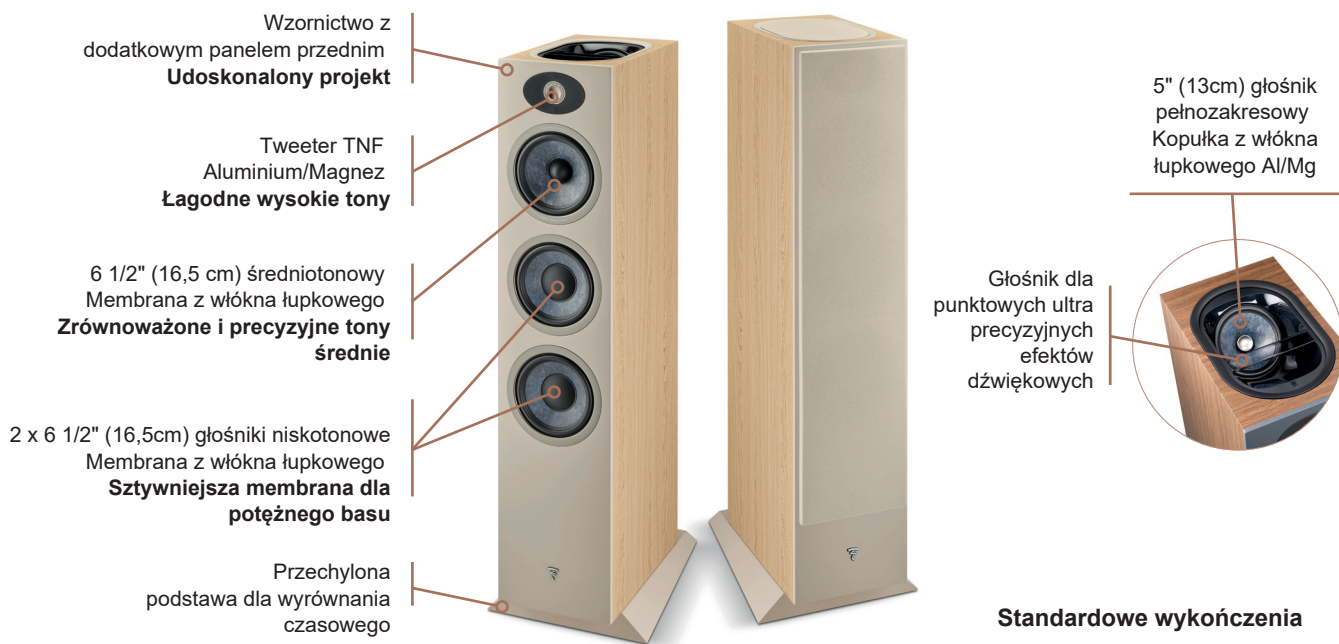 Wzornictwo z
dodatkowym panelem przednim
Udoskonalony projekt
Tweeter TNF
Aluminium/Magnez
Łagodne wysokie tony
6 1/2" (16,5 cm) średniotonowy
Membrana z włókna łupkowego
Zrównoważone i precyzyjne tony
średnie
2 x 6 1/2" (16,5cm) głośniki niskotonowe
Membrana z włókna łupkowego
Sztywniejsza membrana dla
potężnego basu
Przechylona
podstawa dla wyrównania
czasowego
5" (13cm) głośnik
pełnozakresowy
Kopułka z włókna
łupkowego Al/Mg
Głośnik dla
punktowych ultra
precyzyjnych
efektów
dźwiękowych
Standardowe wykończenia